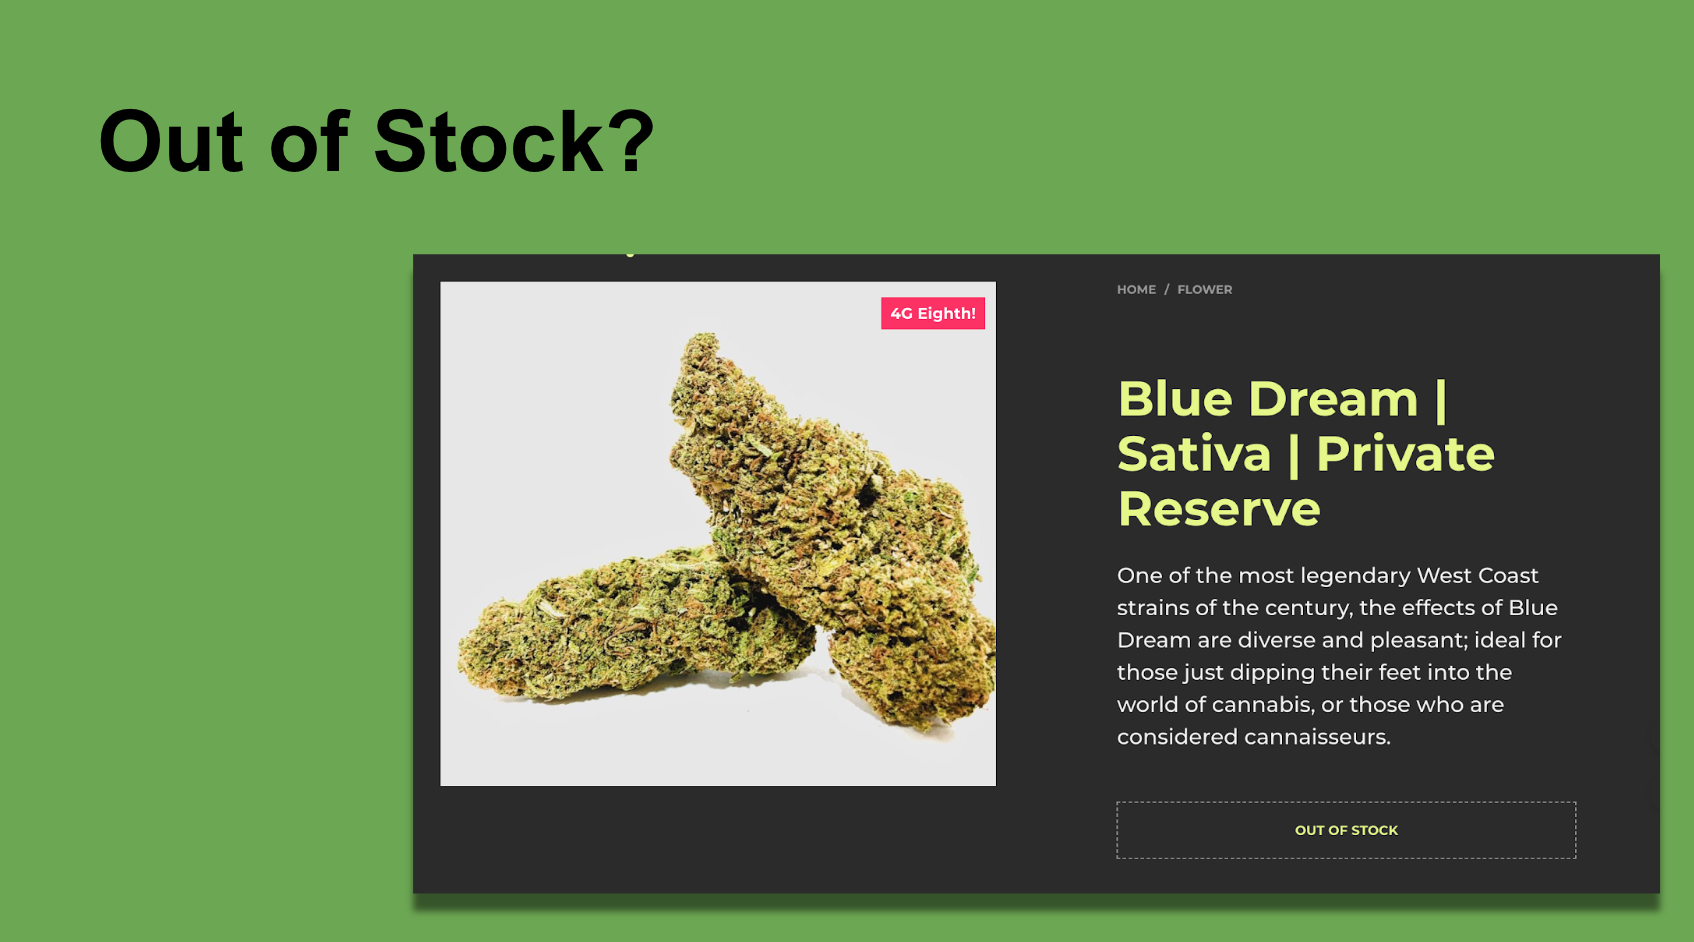 Out of Stock?
4G Eighth!
HOME / FLOWER
Blue Dream |
Sativa | Private
Reserve
One of the most legendary West Coast
strains of the century, the effects of Blue
Dream are diverse and pleasant; ideal for
those just dipping their feet into the
world of cannabis, or those who are
considered cannaisseurs.
OUT OF STOCK